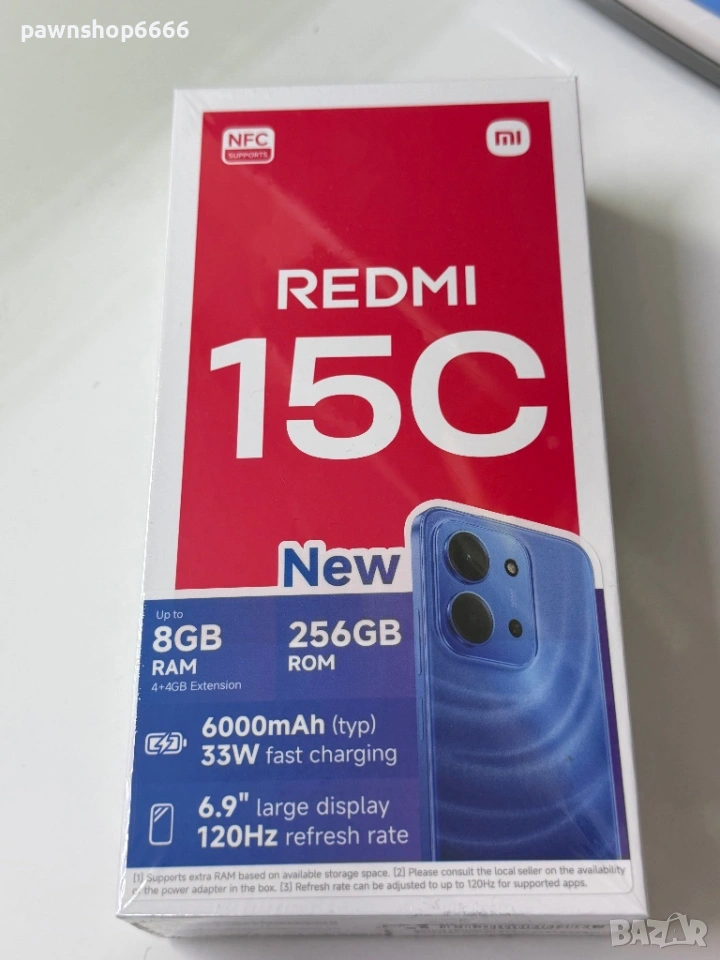 pawnshop6666
NFC
SUPPORTS
mi
REDMI
15C
New
Up to
8GB
RAM
4+4GB Extension
256GB
ROM
6000mAh (typ)
33W fast charging
6.9" large display
120Hz refresh rate
[1] Supports extra RAM based on available storage space. [2] Please consult the local seller on the availability
of the power adapter in the box. [3] Refresh rate can be adjusted to up to 120Hz for supported apps.
BAZAR